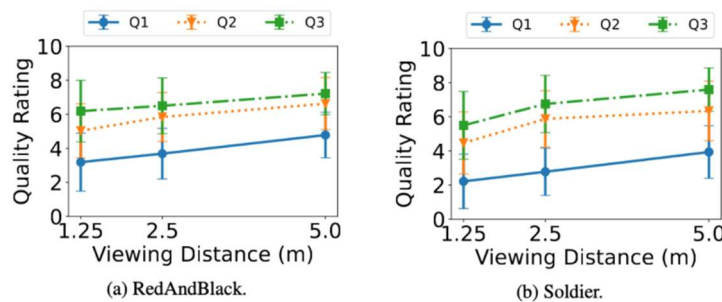 Q1 Q2 Q3
Quality Rating
10
8
6
4
2
0
1.25 2.5 5.0
Viewing Distance (m)
(a) RedAndBlack.
Q1 Q2 Q3
Quality Rating
10
8
6
4
2
0
1.25 2.5 5.0
Viewing Distance (m)
(b) Soldier.